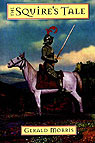 THE
SQUIRE'S TALE
GERALD MORRIS